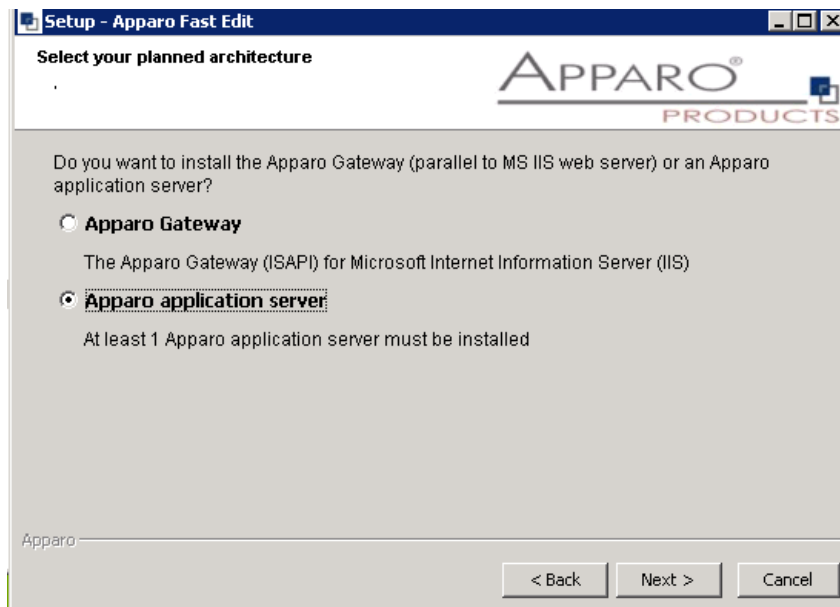 Setup - Apparo Fast Edit
Select your planned architecture
.
APPARO®
PRODUCTS
Do you want to install the Apparo Gateway (parallel to MS IIS web server) or an Apparo
application server?
Apparo Gateway
The Apparo Gateway (ISAPI) for Microsoft Internet Information Server (IIS)
Apparo application server
At least 1 Apparo application server must be installed
Apparo
< Back
Next >
Cancel